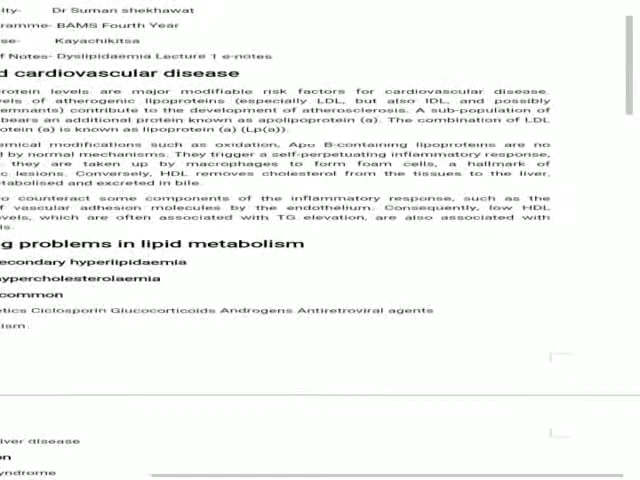 lty- Dr Suman shekhawat
ramme- BAMS Fourth Year
se- Kayachikitsa
f Notes- Dyslipidaemia Lecture 1 e-notes
d cardiovascular disease
rotein levels are major modifiable risk factors for cardiovascular disease.
vels of atherogenic lipoproteins (especially LDL, but also IDL, and possibly
emnants) contribute to the development of atherosclerosis. A sub-population of
bears an additional protein known as apolipoprotein (a). The combination of LDL
otein (a) is known as lipoprotein (a) (Lp(a)).
emical modifications such as oxidation, Apo B-containing lipoproteins are no
d by normal mechanisms. They trigger a self-perpetuating inflammatory response,
they are taken up by macrophages to form foam cells, a hallmark of
c lesions. Conversely, HDL removes cholesterol from the tissues to the liver,
etabolised and excreted in bile.
o counteract some components of the inflammatory response, such as the
f vascular adhesion molecules by the endothelium. Consequently, low HDL
evels, which are often associated with TG elevation, are also associated with
is.
g problems in lipid metabolism
econdary hyperlipidaemia
hypercholesterolaemia
common
etics Ciclosporin Glucocorticoids Androgens Antiretroviral agents
ism
iver disease
on
yndrome